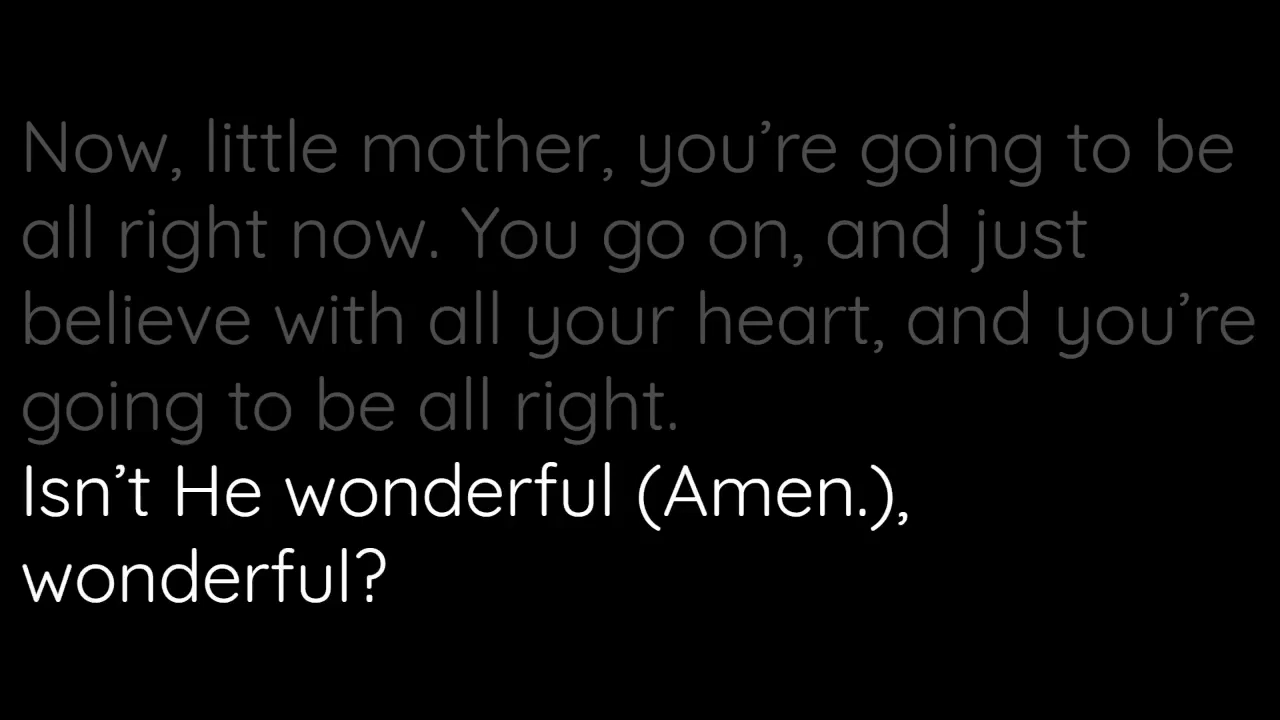 Now, little mother, you’re going to be
all right now. You go on, and just
believe with all your heart, and you’re
going to be all right.
Isn’t He wonderful (Amen.),
wonderful?